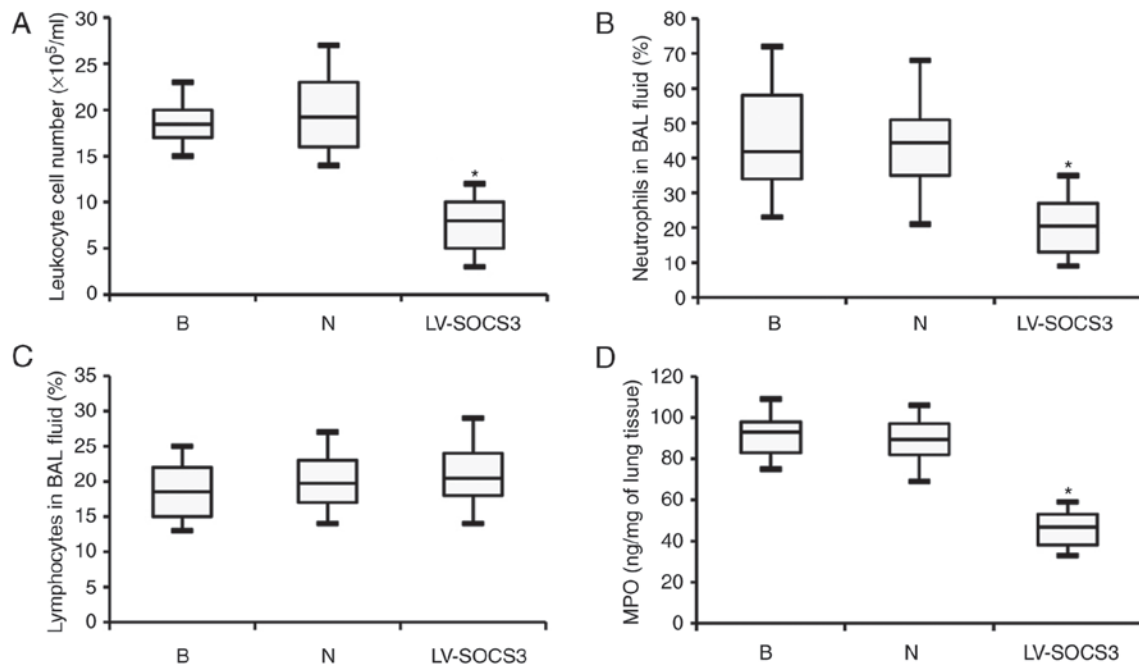 A
Leukocyte cell number (×10⁵/ml)
30
25
20
15
10
5
0
*
B N LV-SOCS3
B
Neutrophils in BAL fluid (%)
80
70
60
50
40
30
20
10
0
*
B N LV-SOCS3
C
Lymphocytes in BAL fluid (%)
35
30
25
20
15
10
5
0
B N LV-SOCS3
D
MPO (ng/mg of lung tissue)
120
100
80
60
40
20
0
*
B N LV-SOCS3